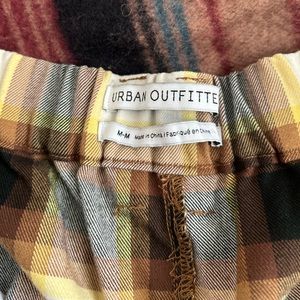 URBAN OUTFITTE
M-M Made in China / Fabriqué en Chine